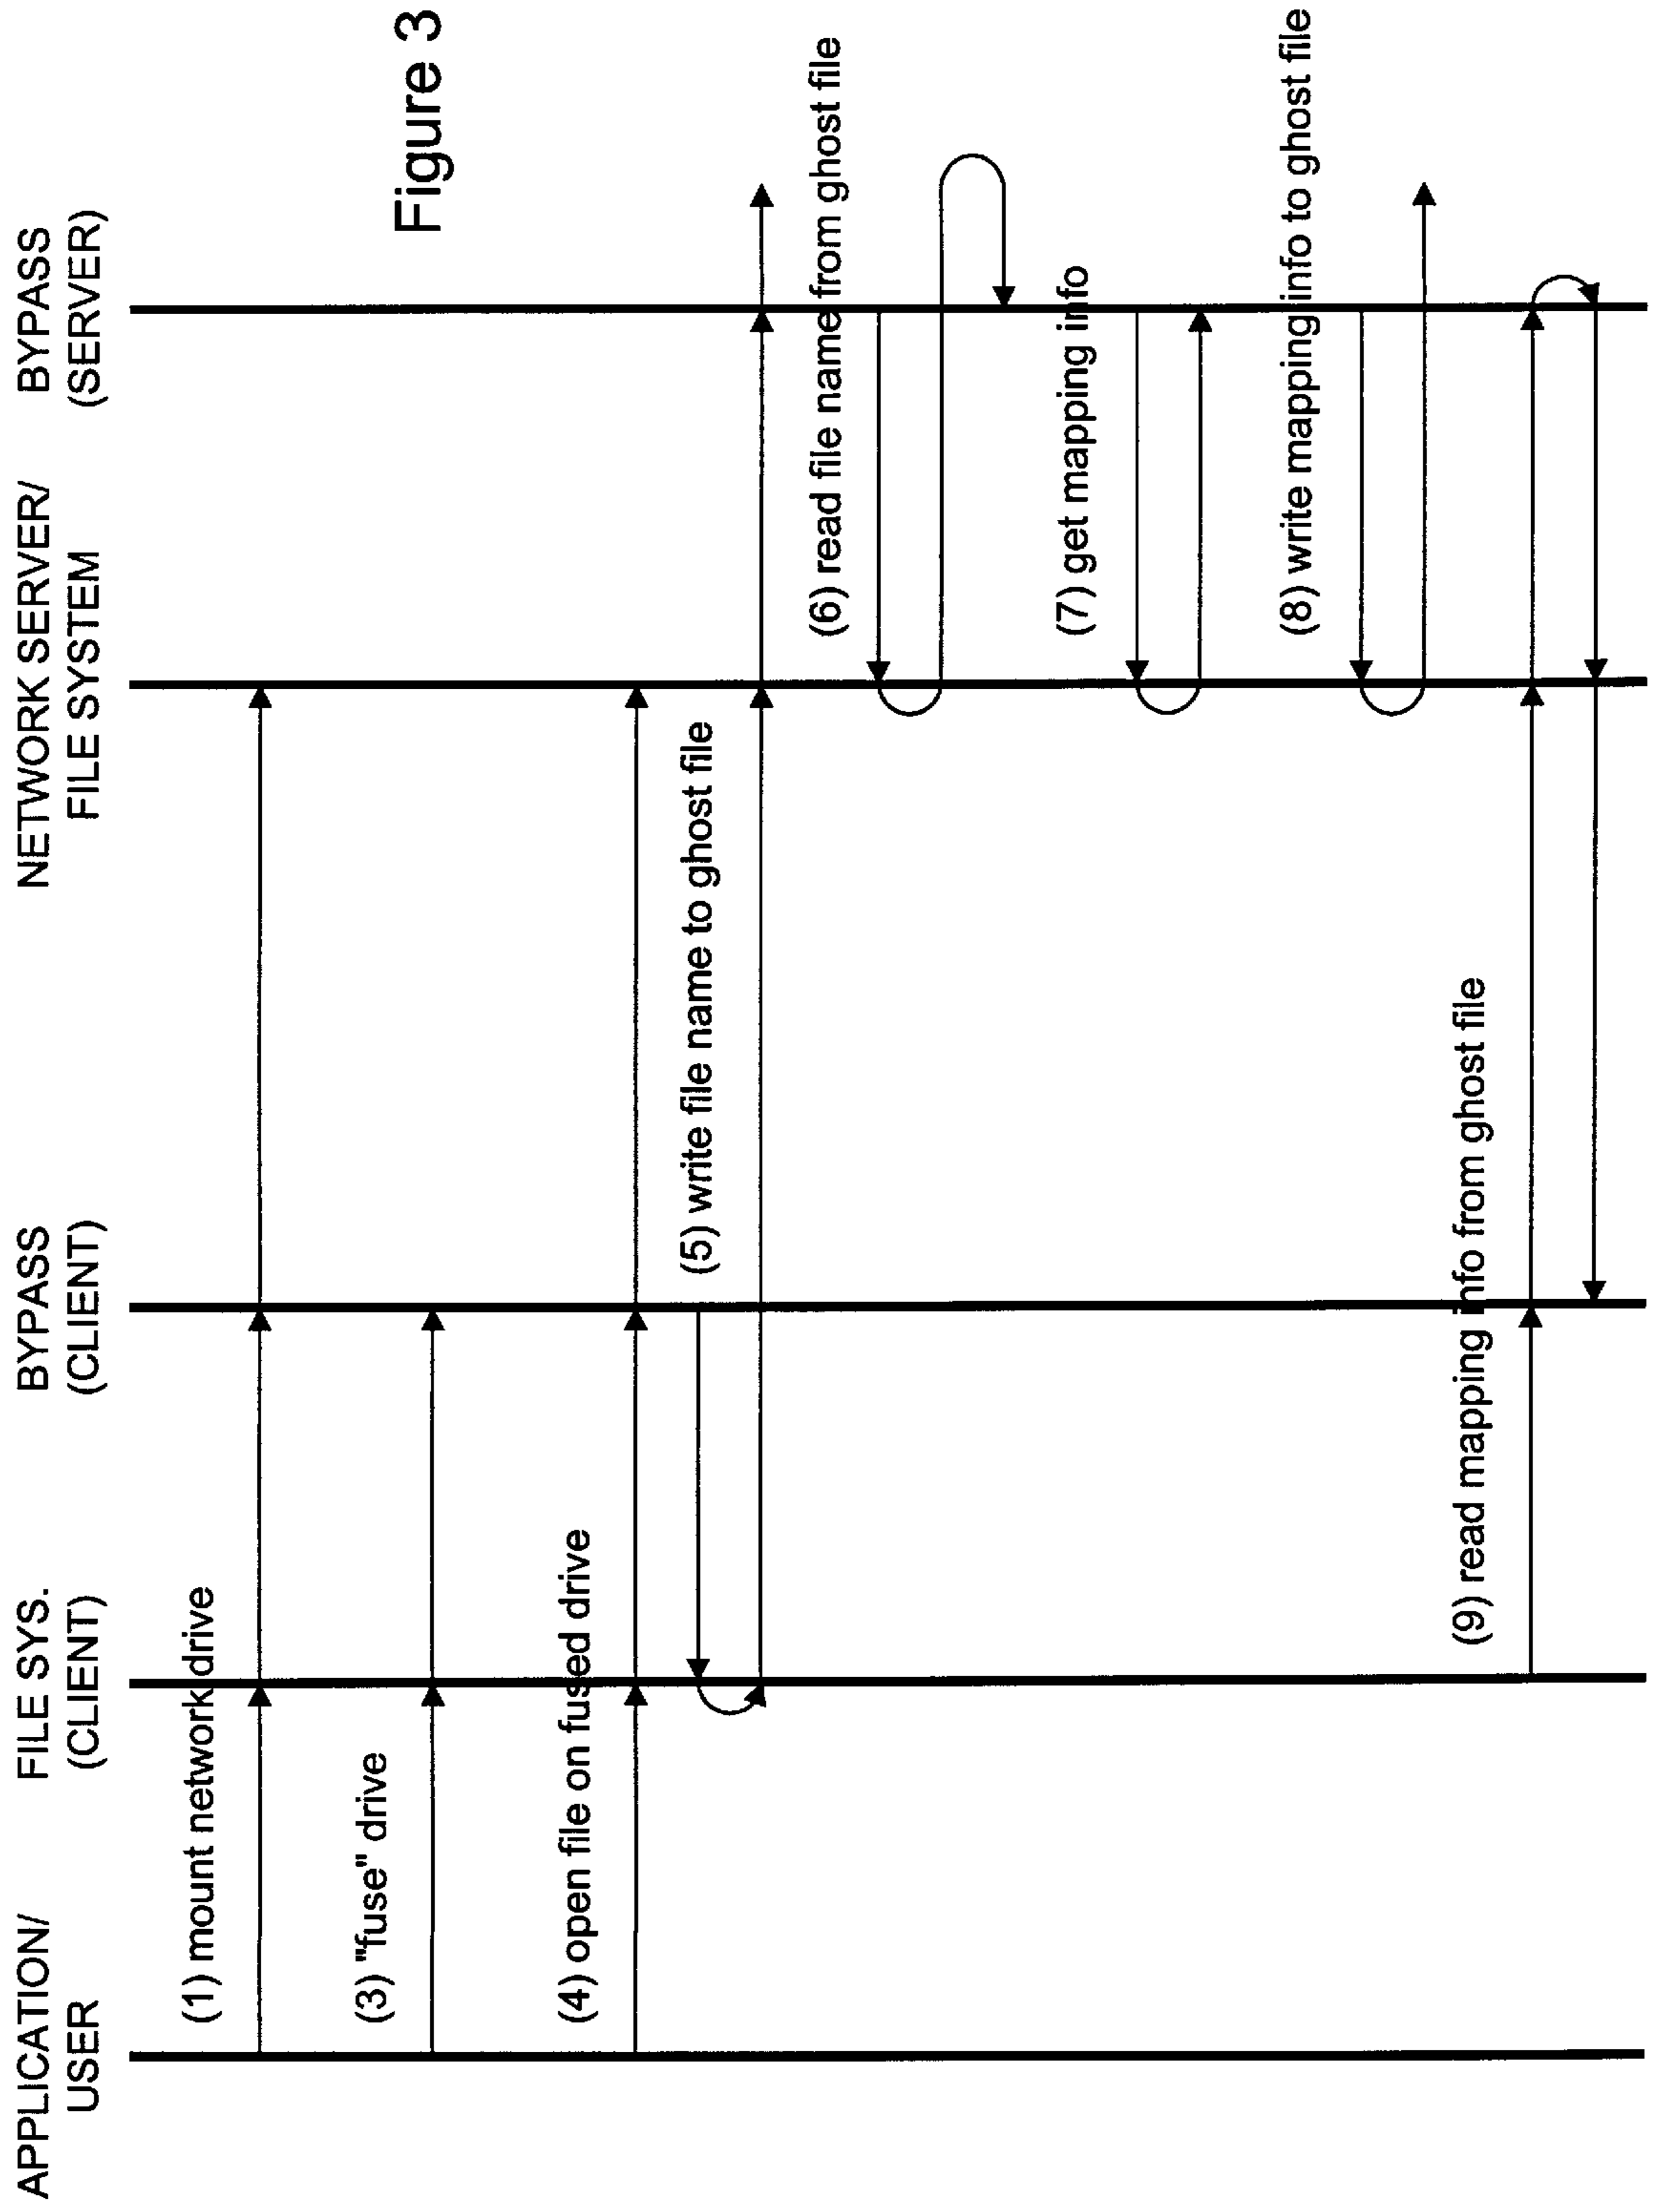 APPLICATION/
USER
FILE SYS.
(CLIENT)
BYPASS
(CLIENT)
NETWORK SERVER/
FILE SYSTEM
BYPASS
(SERVER)
(1) mount network drive
(3) "fuse" drive
Figure 3
(4) open file on fused drive
(5) write file name to ghost file
(6) read file name from ghost file
(7) get mapping info
(8) write mapping info to ghost file
(9) read mapping info from ghost file